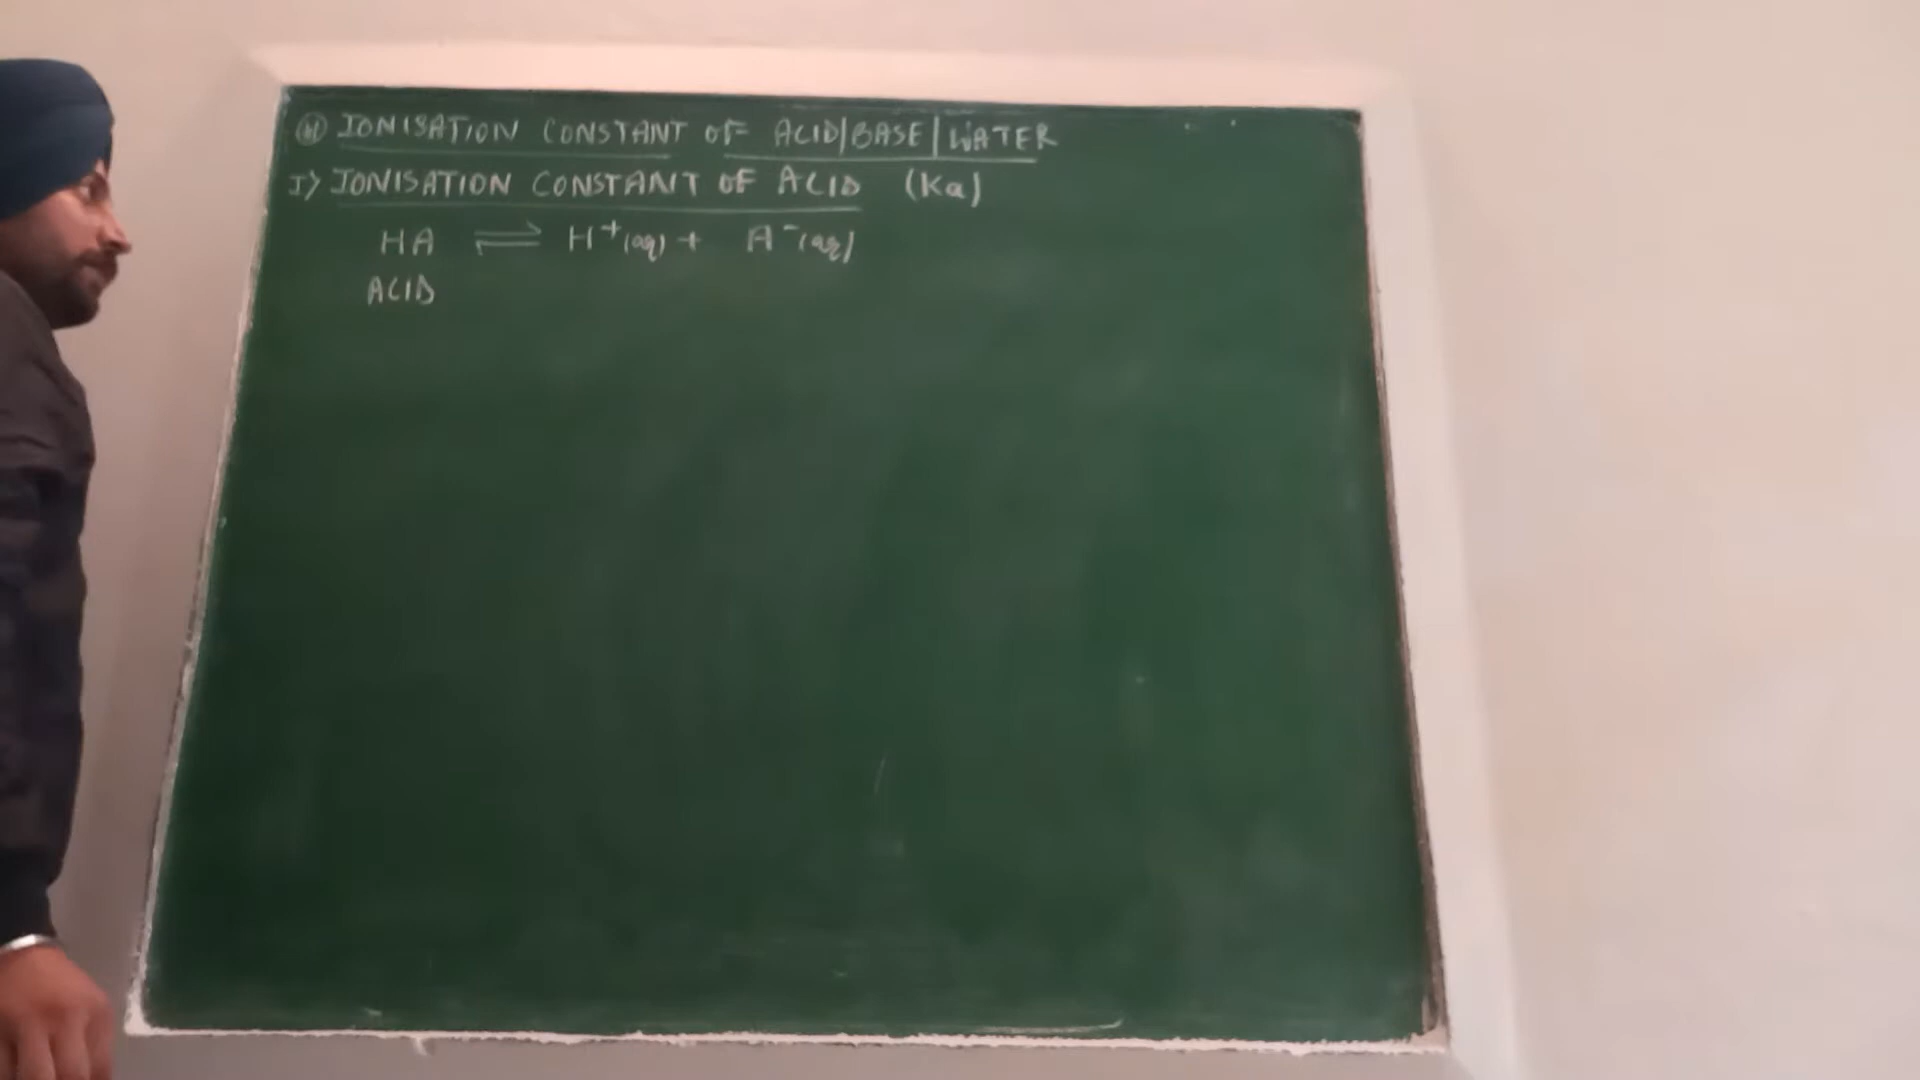 IONISATION CONSTANT OF ACID/BASE/WATER
I) IONISATION CONSTANT OF ACID (Ka)
HA ⇌ H⁺(aq) + A⁻(aq)
ACID